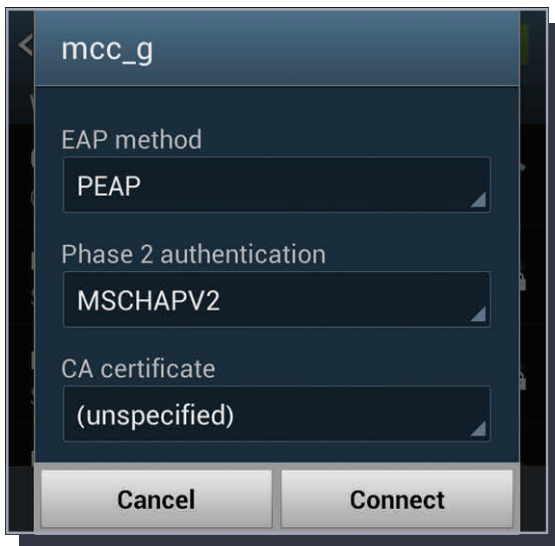 mcc_g
EAP method
PEAP
Phase 2 authentication
MSCHAPV2
CA certificate
(unspecified)
Cancel
Connect